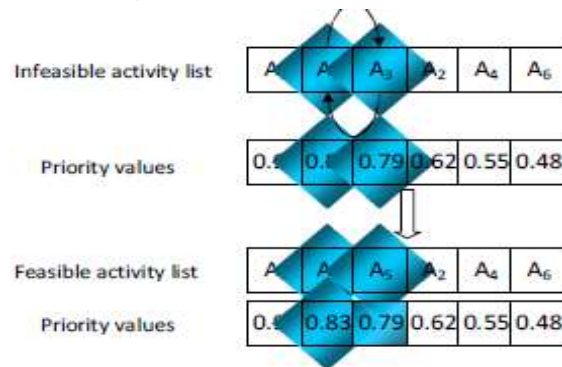 Infeasible activity list A A₃ A₂ A₄ A₆
Priority values 0.79 0.62 0.55 0.48
Feasible activity list A A₅ A₂ A₄ A₆
Priority values 0.83 0.79 0.62 0.55 0.48